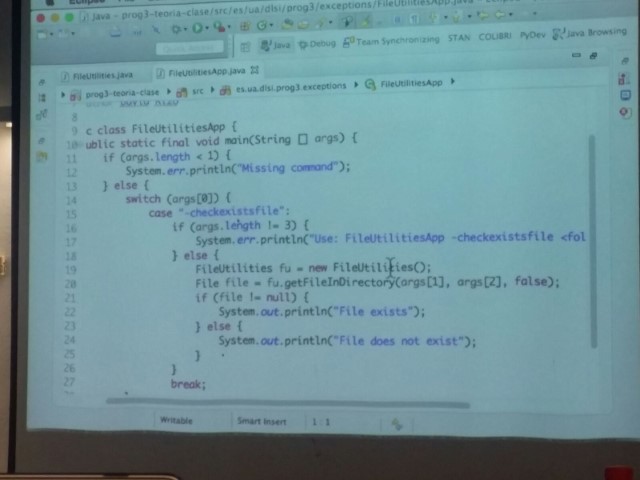 Java - prog3-teoria-clase/src/es/ua/dlsi/prog3/exceptions/FileUtilitiesApp.java - Eclipse
Java Debug Team Synchronizing STAN COLIBRI PyDev Java Browsing
FileUtilities.java FileUtilitiesApp.java
prog3-teoria-clase src es.ua.dlsi.prog3.exceptions FileUtilitiesApp
8
9 c class FileUtilitiesApp {
10 ublic static final void main(String [] args) {
11 if (args.length < 1) {
12 System.err.println("Missing command");
13 } else {
14 switch (args[0]) {
15 case "-checkexistsfile":
16 if (args.length != 3) {
17 System.err.println("Use: FileUtilitiesApp -checkexistsfile <fol
18 } else {
19 FileUtilities fu = new FileUtilities();
20 File file = fu.getFileInDirectory(args[1], args[2], false);
21 if (file != null) {
22 System.out.println("File exists");
23 } else {
24 System.out.println("File does not exist");
25 }
26 }
27 break;
Writable Smart Insert 1 : 1